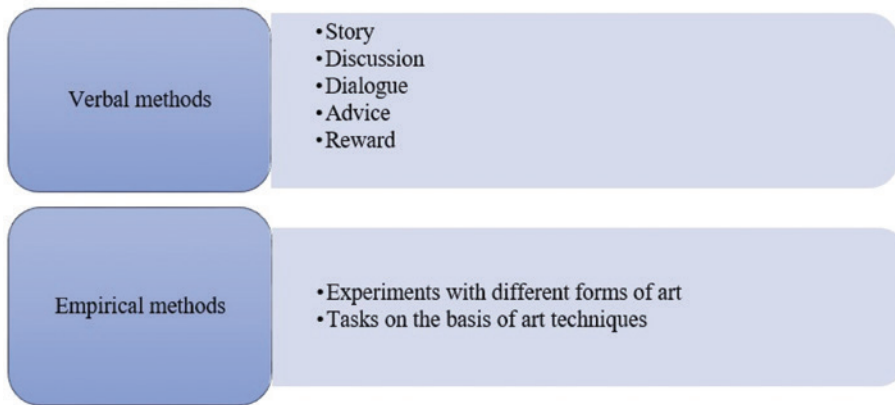 Verbal methods
•Story
•Discussion
•Dialogue
•Advice
•Reward
Empirical methods
•Experiments with different forms of art
•Tasks on the basis of art techniques